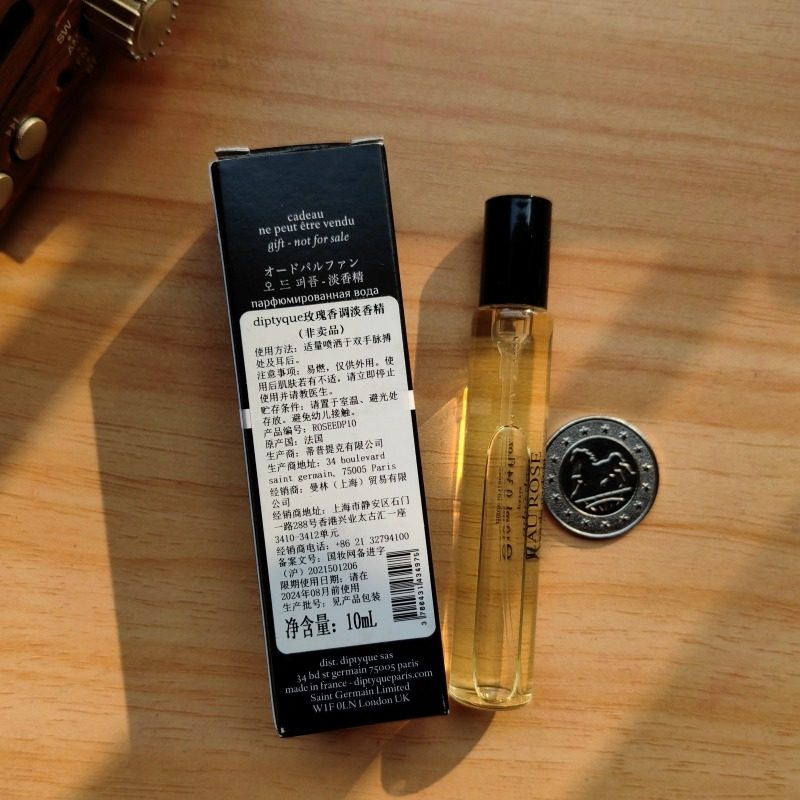 cadeau
ne peut être vendu
gift - not for sale
オードパルファン
오 드 퍼퓸 - 淡香精
парфюмированная вода
diptyque玫瑰香调淡香精
(非卖品)
使用方法：适量喷洒于双手脉搏
处及耳后。
注意事项：易燃，仅供外用。使
用后肌肤若有不适，请立即停止
使用并请教医生。
贮存条件：请置于室温、避光处
存放。避免幼儿接触。
产品编号：ROSEEDP10
原产国：法国
生产商：蒂普提克有限公司
生产商地址：34 boulevard
saint germain, 75005 Paris
经销商：曼林（上海）贸易有限
公司
经销商地址：上海市静安区石门
一路288号香港兴业太古汇一座
3410-3412单元
经销商电话：+86 21 32794100
备案文号：国妆网备进字
（沪）2021501206
限期使用日期：请在
2024年08月前使用
生产批号：见产品包装
净含量：10mL
3 700431 434975
dist. diptyque sas
34 bd st germain 75005 paris
made in france - diptyqueparis.com
Saint Germain Limited
W1F 0LN London UK
EAU ROSE